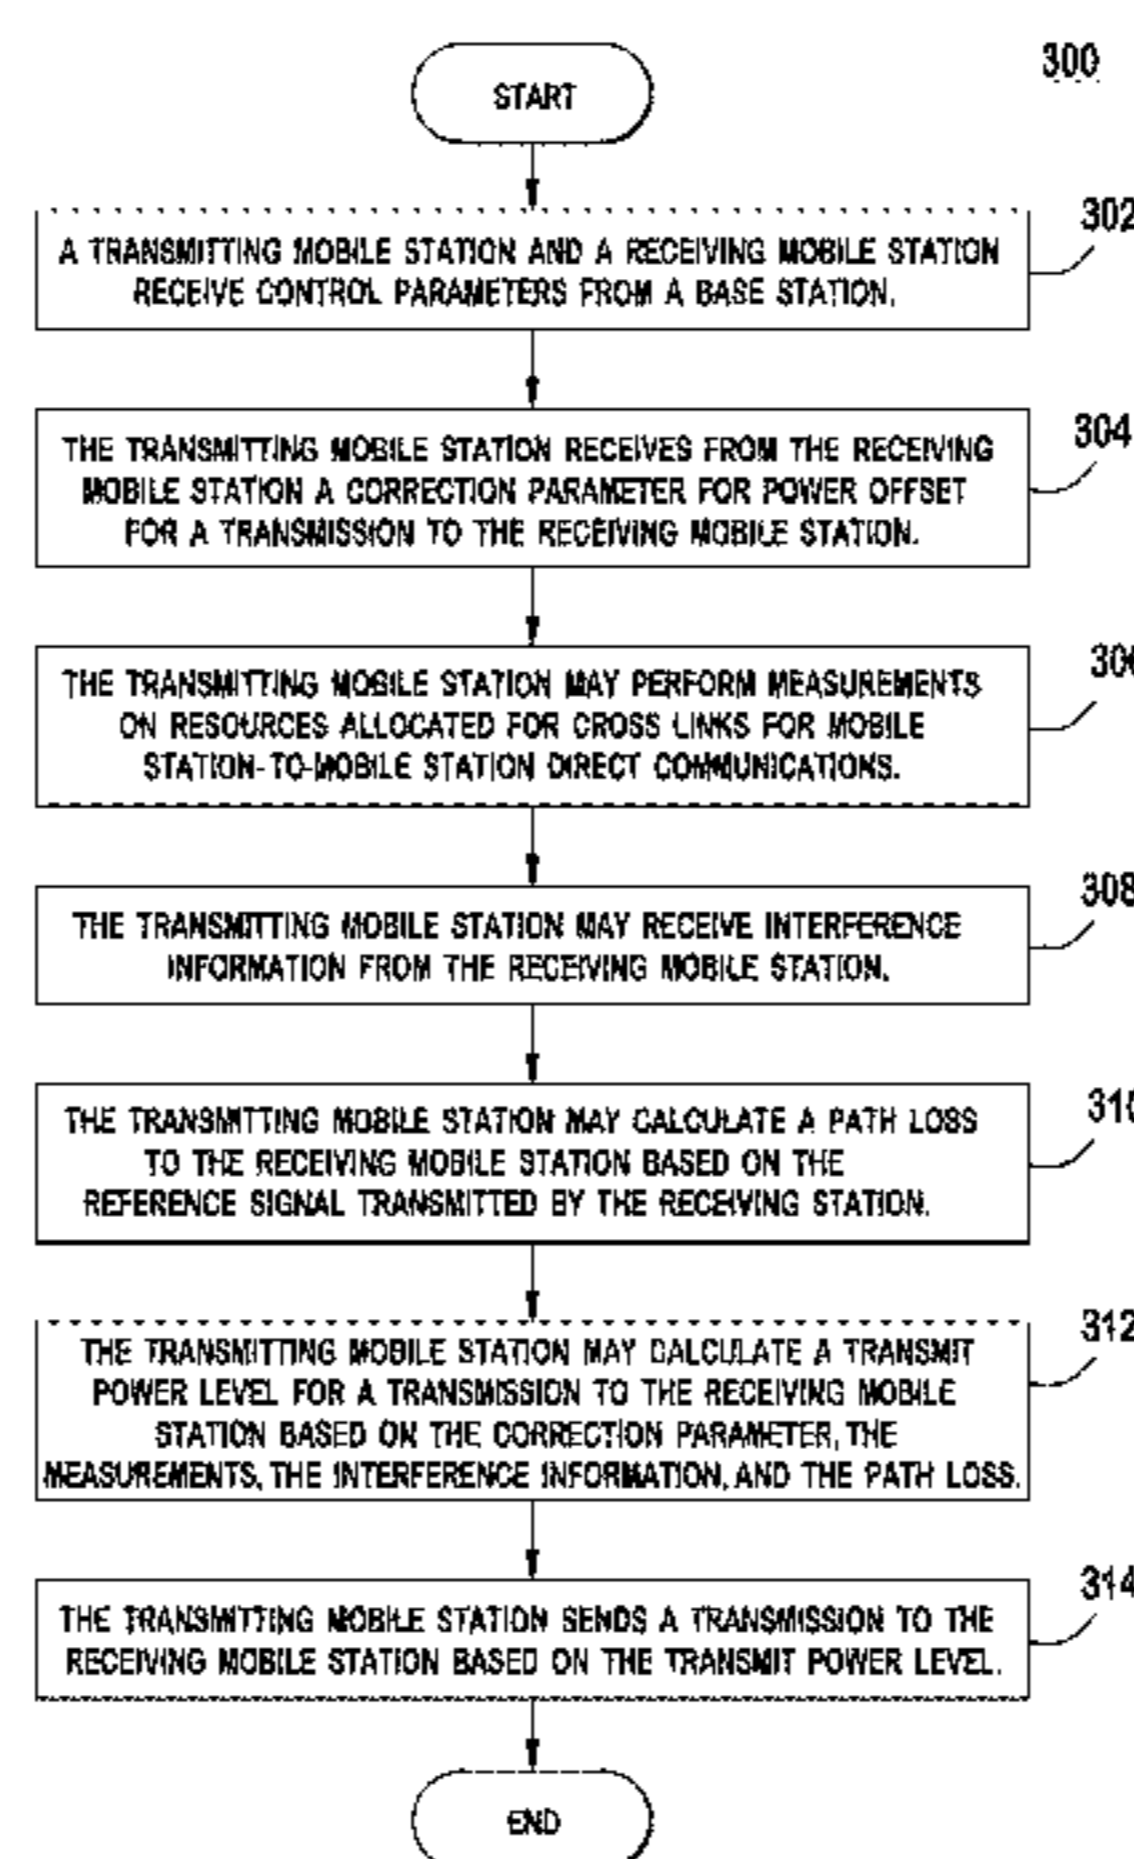 300
START
302
A TRANSMITTING MOBILE STATION AND A RECEIVING MOBILE STATION
RECEIVE CONTROL PARAMETERS FROM A BASE STATION.
304
THE TRANSMITTING MOBILE STATION RECEIVES FROM THE RECEIVING
MOBILE STATION A CORRECTION PARAMETER FOR POWER OFFSET
FOR A TRANSMISSION TO THE RECEIVING MOBILE STATION.
306
THE TRANSMITTING MOBILE STATION MAY PERFORM MEASUREMENTS
ON RESOURCES ALLOCATED FOR CROSS LINKS FOR MOBILE
STATION-TO-MOBILE STATION DIRECT COMMUNICATIONS.
308
THE TRANSMITTING MOBILE STATION MAY RECEIVE INTERFERENCE
INFORMATION FROM THE RECEIVING MOBILE STATION.
310
THE TRANSMITTING MOBILE STATION MAY CALCULATE A PATH LOSS
TO THE RECEIVING MOBILE STATION BASED ON THE
REFERENCE SIGNAL TRANSMITTED BY THE RECEIVING STATION.
312
THE TRANSMITTING MOBILE STATION MAY CALCULATE A TRANSMIT
POWER LEVEL FOR A TRANSMISSION TO THE RECEIVING MOBILE
STATION BASED ON THE CORRECTION PARAMETER, THE
MEASUREMENTS, THE INTERFERENCE INFORMATION, AND THE PATH LOSS.
314
THE TRANSMITTING MOBILE STATION SENDS A TRANSMISSION TO THE
RECEIVING MOBILE STATION BASED ON THE TRANSMIT POWER LEVEL.
END